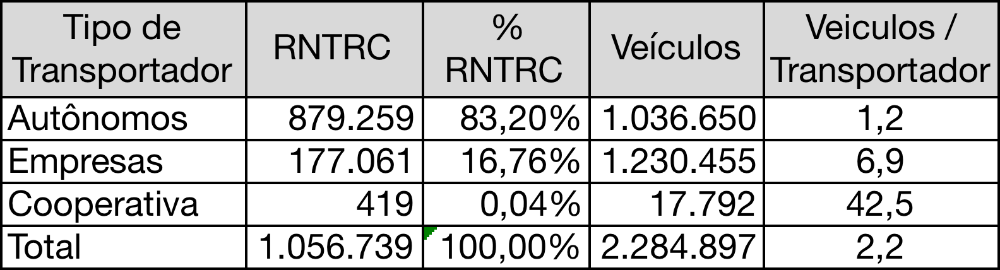 Tipo de
Transportador
RNTRC
%
RNTRC
Veículos
Veiculos /
Transportador
Autônomos 879.259 83,20% 1.036.650 1,2
Empresas 177.061 16,76% 1.230.455 6,9
Cooperativa 419 0,04% 17.792 42,5
Total 1.056.739 100,00% 2.284.897 2,2